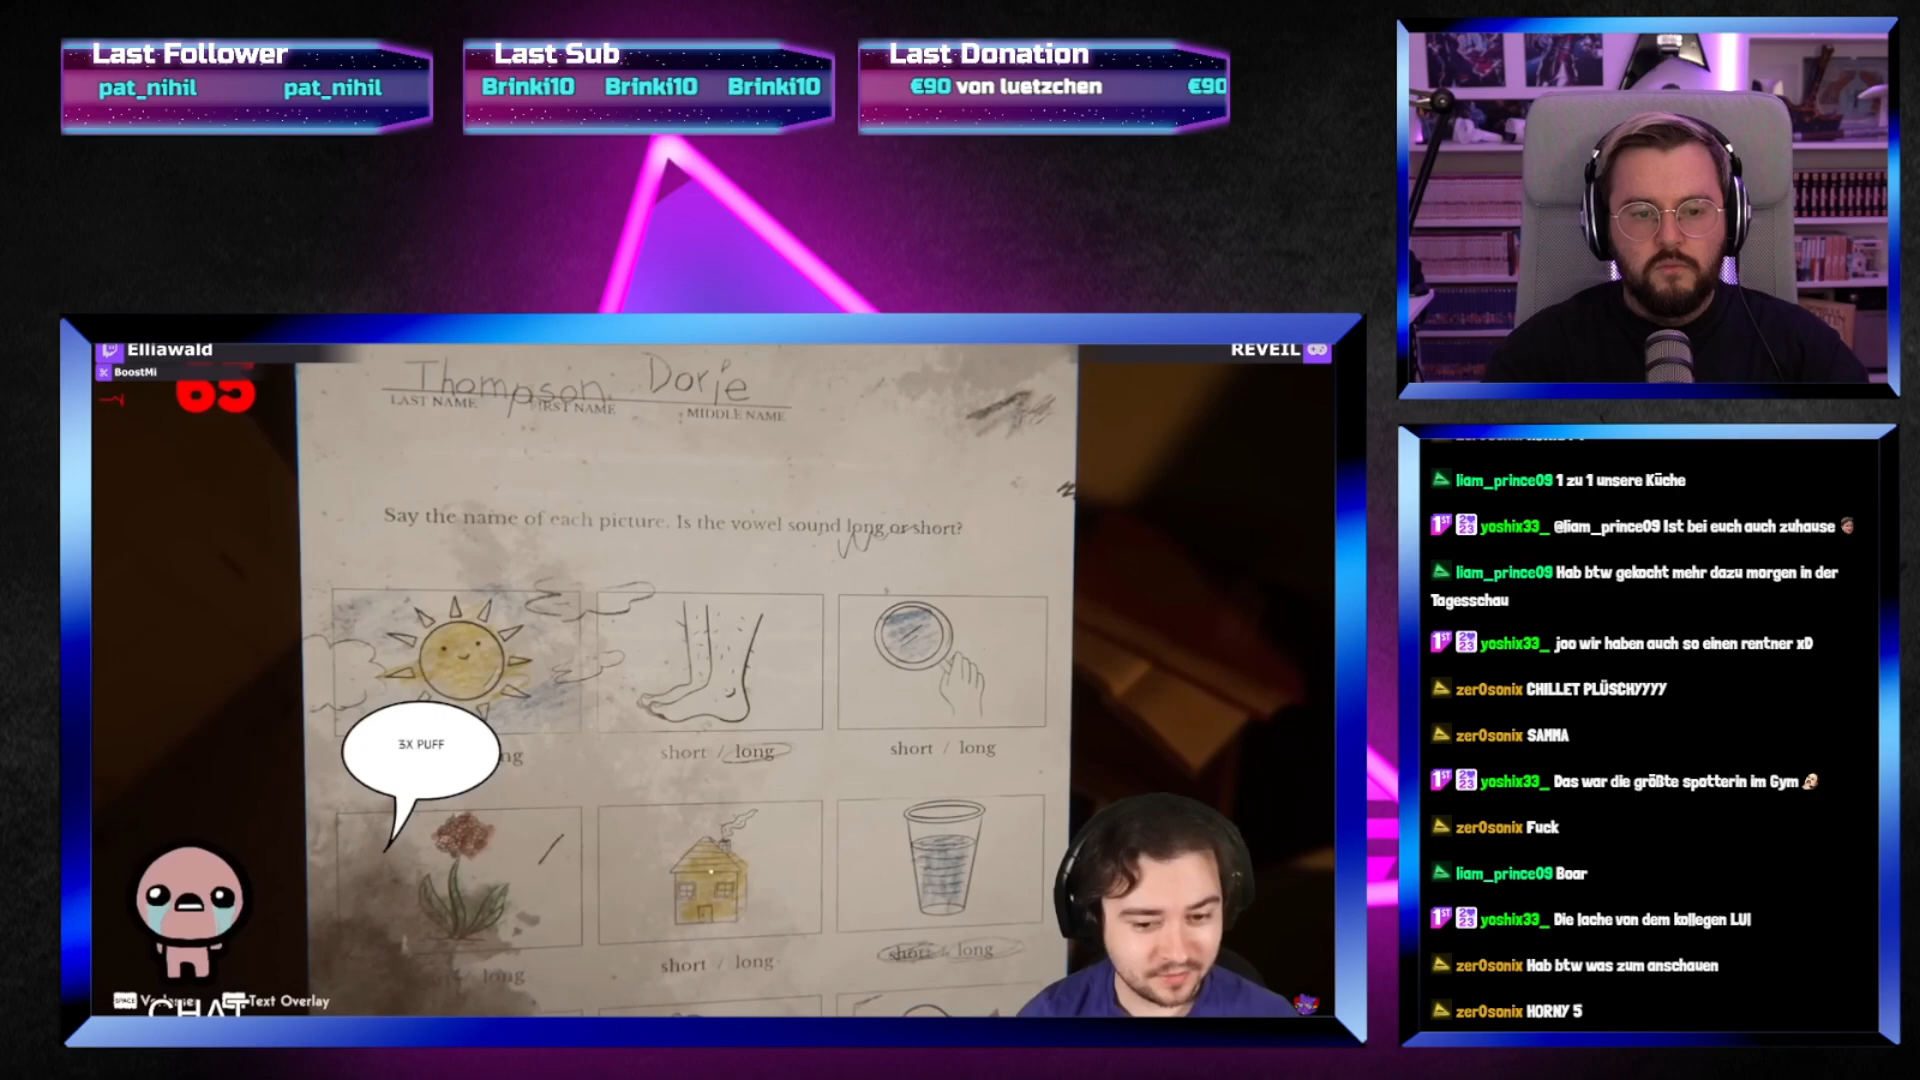 Last Follower
pat_nihil pat_nihil
Last Sub
Brinki10 Brinki10 Brinki10
Last Donation
€90 von luetzchen €90
Elliawald
BoostMi
REVEIL
65
Thompson Dorje
LAST NAME FIRST NAME MIDDLE NAME
Say the name of each picture. Is the vowel sound long or short?
short / long
short / long
3X PUFF
short / long
short / long
long
CHAT
SPACE
Text Overlay
liam_prince09 1 zu 1 unsere Küche
yoshix33_ @liam_prince09 Ist bei euch auch zuhause
liam_prince09 Hab btw gekocht mehr dazu morgen in der
Tagesschau
yoshix33_ joo wir haben auch so einen rentner xD
zer0sonix CHILLET PLÜSCHYYYY
zer0sonix SAMMA
yoshix33_ Das war die größte spotterin im Gym
zer0sonix Fuck
liam_prince09 Boar
yoshix33_ Die lache von dem kollegen LUl
zer0sonix Hab btw was zum anschauen
zer0sonix HORNY 5